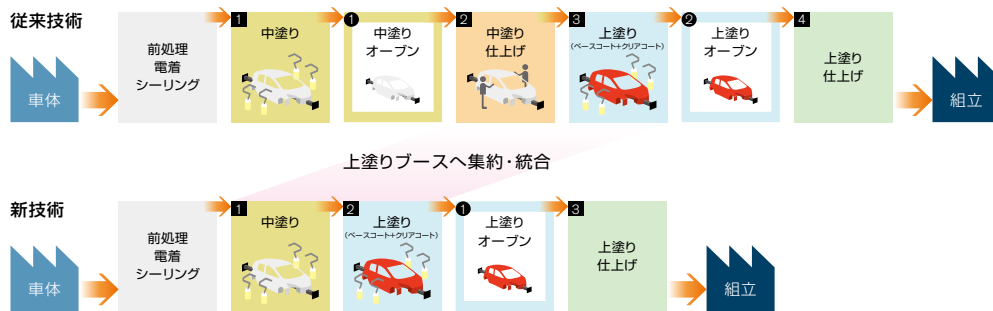 従来技術
車体
前処理
電着
シーリング
1
中塗り
1
中塗り
オーブン
2
中塗り
仕上げ
3
上塗り
(ベースコート+クリアコート)
2
上塗り
オーブン
4
上塗り
仕上げ
組立
上塗りブースへ集約・統合
新技術
車体
前処理
電着
シーリング
1
中塗り
2
上塗り
(ベースコート+クリアコート)
1
上塗り
オーブン
3
上塗り
仕上げ
組立